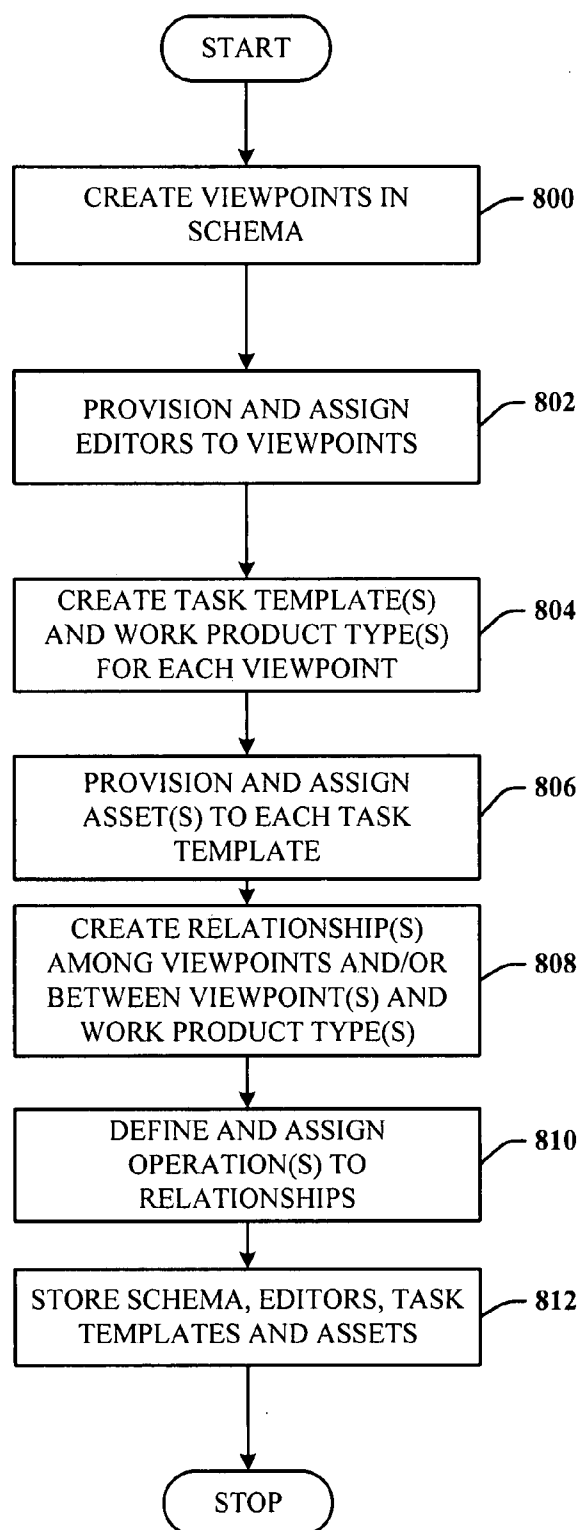 START
CREATE VIEWPOINTS IN
SCHEMA
800
PROVISION AND ASSIGN
EDITORS TO VIEWPOINTS
802
CREATE TASK TEMPLATE(S)
AND WORK PRODUCT TYPE(S)
FOR EACH VIEWPOINT
804
PROVISION AND ASSIGN
ASSET(S) TO EACH TASK
TEMPLATE
806
CREATE RELATIONSHIP(S)
AMONG VIEWPOINTS AND/OR
BETWEEN VIEWPOINT(S) AND
WORK PRODUCT TYPE(S)
808
DEFINE AND ASSIGN
OPERATION(S) TO
RELATIONSHIPS
810
STORE SCHEMA, EDITORS, TASK
TEMPLATES AND ASSETS
812
STOP